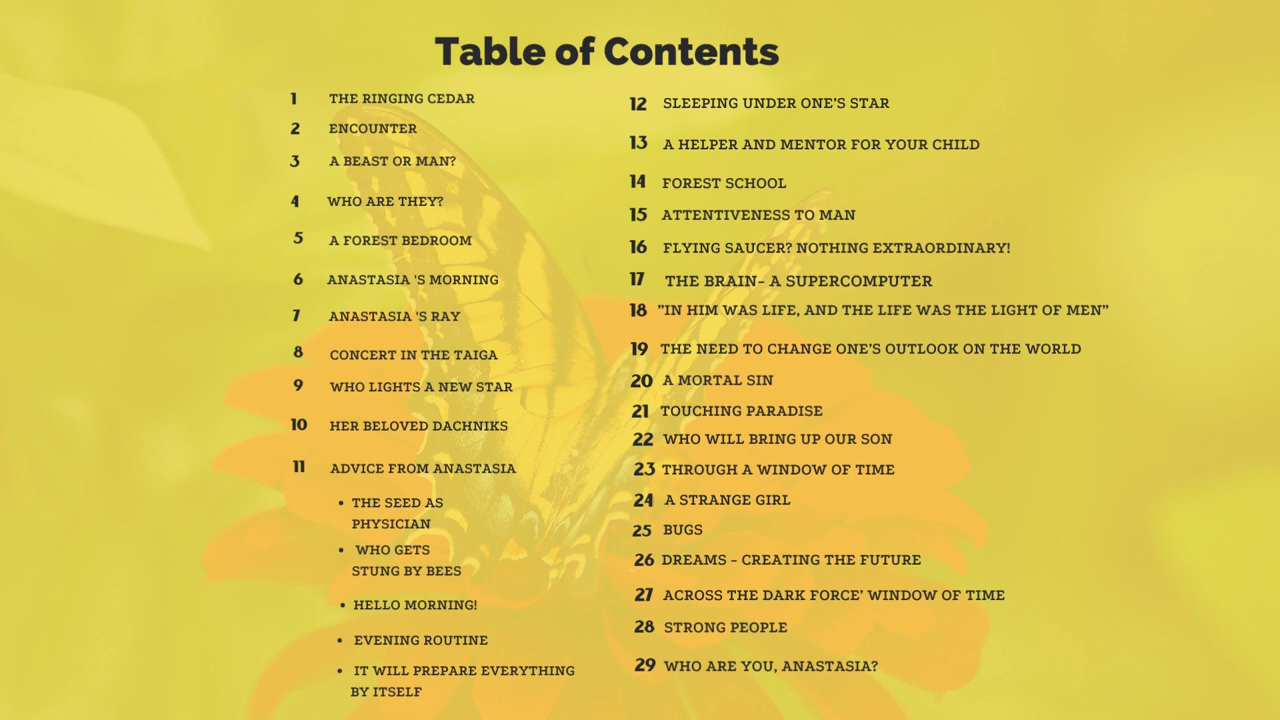 Table of Contents
1 THE RINGING CEDAR
2 ENCOUNTER
3 A BEAST OR MAN?
4 WHO ARE THEY?
5 A FOREST BEDROOM
6 ANASTASIA 'S MORNING
7 ANASTASIA 'S RAY
8 CONCERT IN THE TAIGA
9 WHO LIGHTS A NEW STAR
10 HER BELOVED DACHNIKS
11 ADVICE FROM ANASTASIA
• THE SEED AS
PHYSICIAN
• WHO GETS
STUNG BY BEES
• HELLO MORNING!
• EVENING ROUTINE
• IT WILL PREPARE EVERYTHING
BY ITSELF
12 SLEEPING UNDER ONE'S STAR
13 A HELPER AND MENTOR FOR YOUR CHILD
14 FOREST SCHOOL
15 ATTENTIVENESS TO MAN
16 FLYING SAUCER? NOTHING EXTRAORDINARY!
17 THE BRAIN- A SUPERCOMPUTER
18 "IN HIM WAS LIFE, AND THE LIFE WAS THE LIGHT OF MEN"
19 THE NEED TO CHANGE ONE'S OUTLOOK ON THE WORLD
20 A MORTAL SIN
21 TOUCHING PARADISE
22 WHO WILL BRING UP OUR SON
23 THROUGH A WINDOW OF TIME
24 A STRANGE GIRL
25 BUGS
26 DREAMS - CREATING THE FUTURE
27 ACROSS THE DARK FORCE' WINDOW OF TIME
28 STRONG PEOPLE
29 WHO ARE YOU, ANASTASIA?